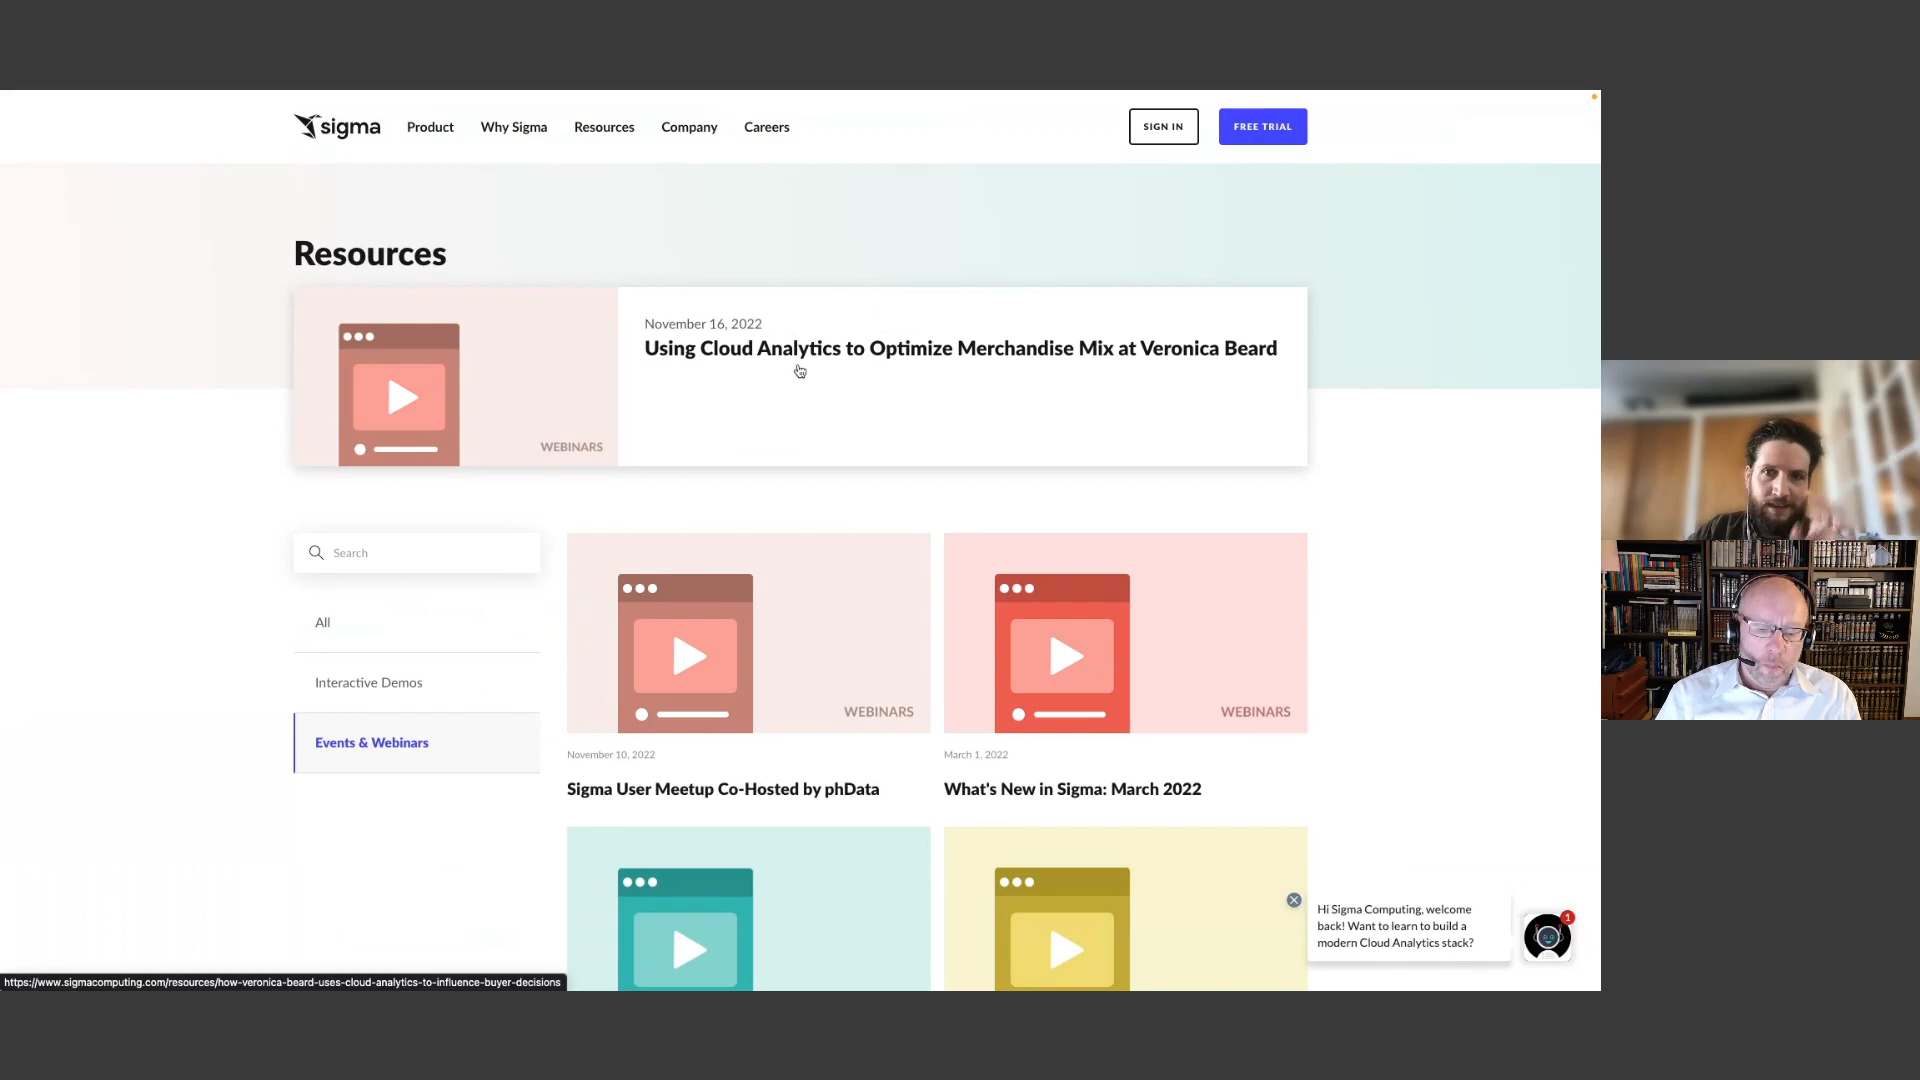 sigma
Product
Why Sigma
Resources
Company
Careers
SIGN IN
FREE TRIAL
Resources
WEBINARS
November 16, 2022
Using Cloud Analytics to Optimize Merchandise Mix at Veronica Beard
Search
All
Interactive Demos
Events & Webinars
WEBINARS
November 10, 2022
Sigma User Meetup Co-Hosted by phData
WEBINARS
March 1, 2022
What's New in Sigma: March 2022
Hi Sigma Computing, welcome
back! Want to learn to build a
modern Cloud Analytics stack?
1
https://www.sigmacomputing.com/resources/how-veronica-beard-uses-cloud-analytics-to-influence-buyer-decisions